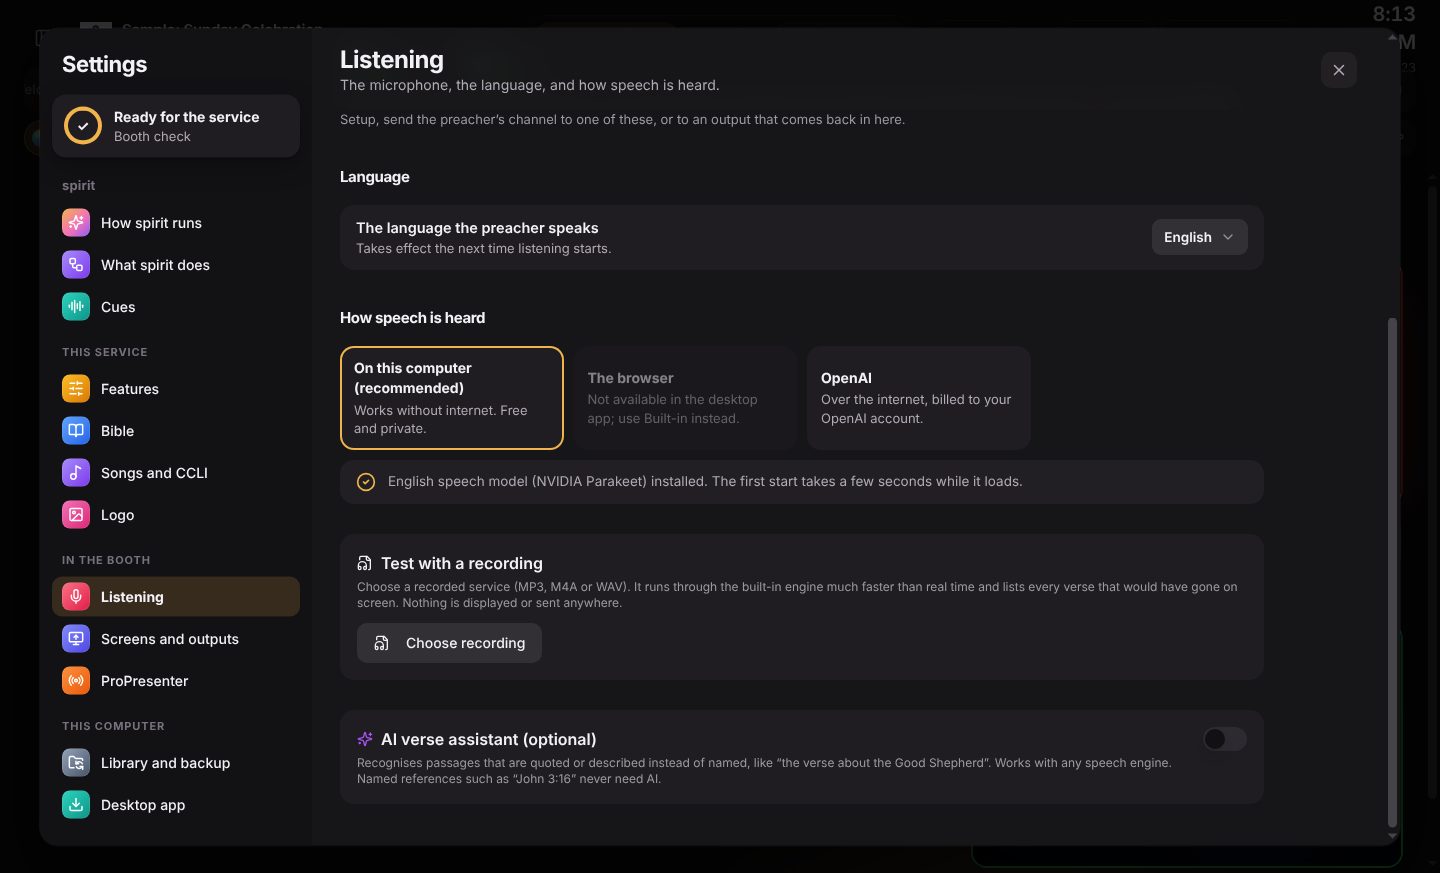 8:13
Sample: Sunday Celebration
M
Settings
Ready for the service
Booth check
spirit
How spirit runs
What spirit does
Cues
THIS SERVICE
Features
Bible
Songs and CCLI
Logo
IN THE BOOTH
Listening
Screens and outputs
ProPresenter
THIS COMPUTER
Library and backup
Desktop app
Listening
The microphone, the language, and how speech is heard.
Setup, send the preacher's channel to one of these, or to an output that comes back in here.
Language
The language the preacher speaks
Takes effect the next time listening starts.
English
How speech is heard
On this computer
(recommended)
Works without internet. Free
and private.
The browser
Not available in the desktop
app; use Built-in instead.
OpenAI
Over the internet, billed to your
OpenAI account.
English speech model (NVIDIA Parakeet) installed. The first start takes a few seconds while it loads.
Test with a recording
Choose a recorded service (MP3, M4A or WAV). It runs through the built-in engine much faster than real time and lists every verse that would have gone on
screen. Nothing is displayed or sent anywhere.
Choose recording
AI verse assistant (optional)
Recognises passages that are quoted or described instead of named, like “the verse about the Good Shepherd”. Works with any speech engine.
Named references such as “John 3:16” never need AI.